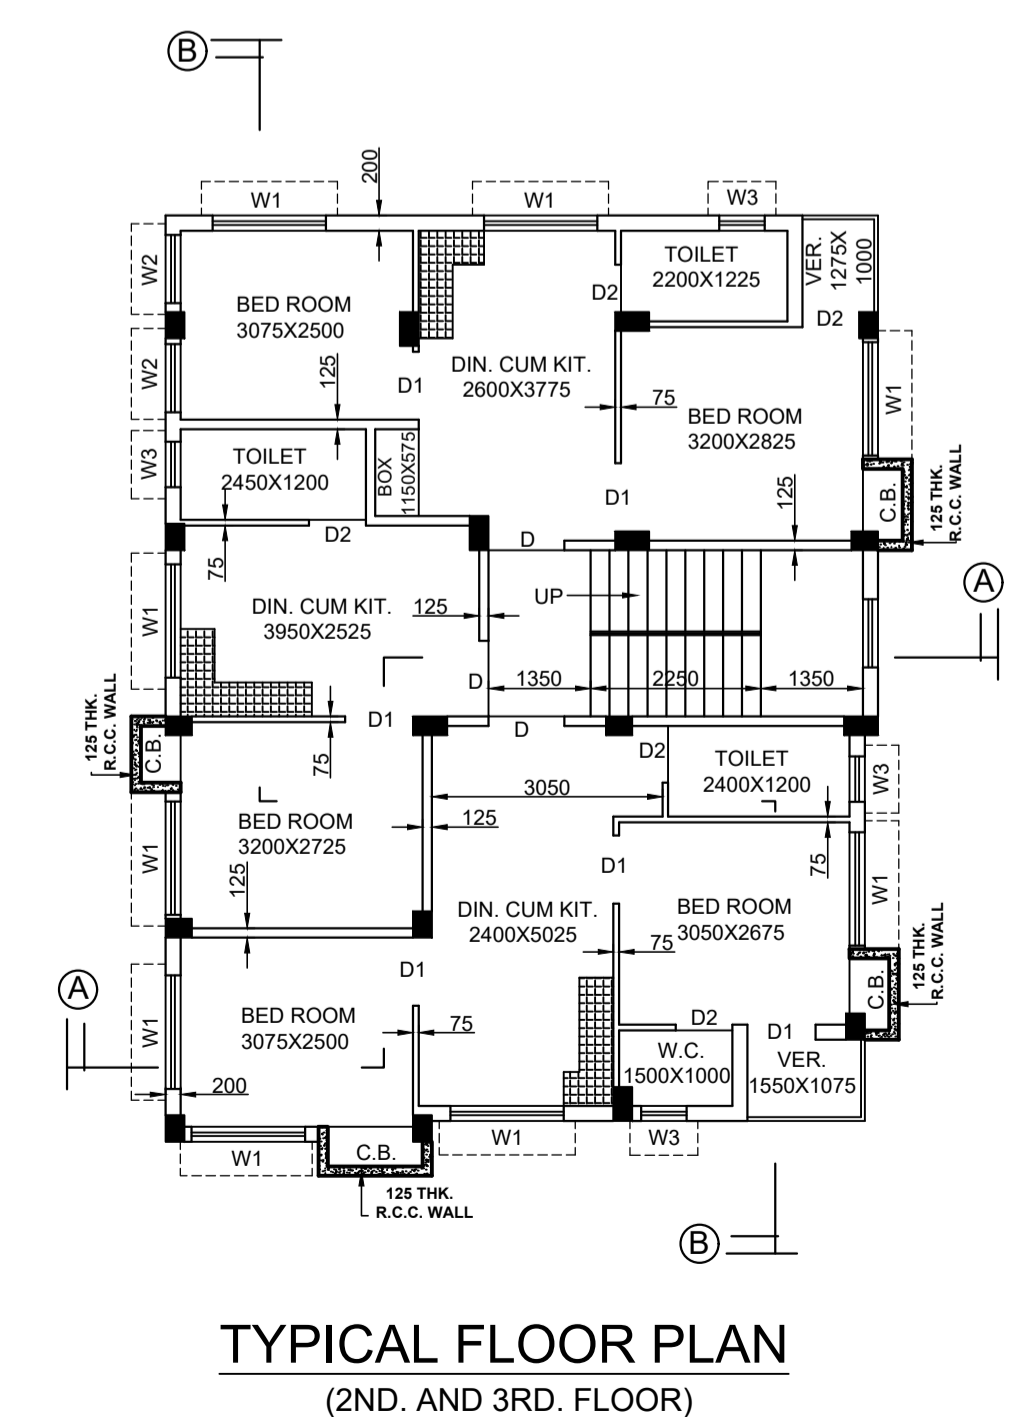 B
200
W1
W1
W3
W2
BED ROOM
3075X2500
TOILET
2200X1225
VER.
1275X
1000
D2
D2
W2
125
D1
DIN. CUM KIT.
2600X3775
75
BED ROOM
3200X2825
W1
W3
TOILET
2450X1200
BOX
1150X575
D1
125
C.B.
125 THK.
R.C.C. WALL
75
D2
D
A
W1
DIN. CUM KIT.
3950X2525
125
UP
D
1350
2250
1350
125 THK.
R.C.C. WALL
C.B.
D1
75
D
D2
TOILET
2400X1200
W3
3050
W1
BED ROOM
3200X2725
125
125
D1
75
W1
DIN. CUM KIT.
2400X5025
BED ROOM
3050X2675
75
125 THK.
R.C.C. WALL
C.B.
A
D1
W1
BED ROOM
3075X2500
75
D2
D1
W.C.
1500X1000
VER.
1550X1075
200
W1
C.B.
W1
W3
125 THK.
R.C.C. WALL
B
TYPICAL FLOOR PLAN
(2ND. AND 3RD. FLOOR)